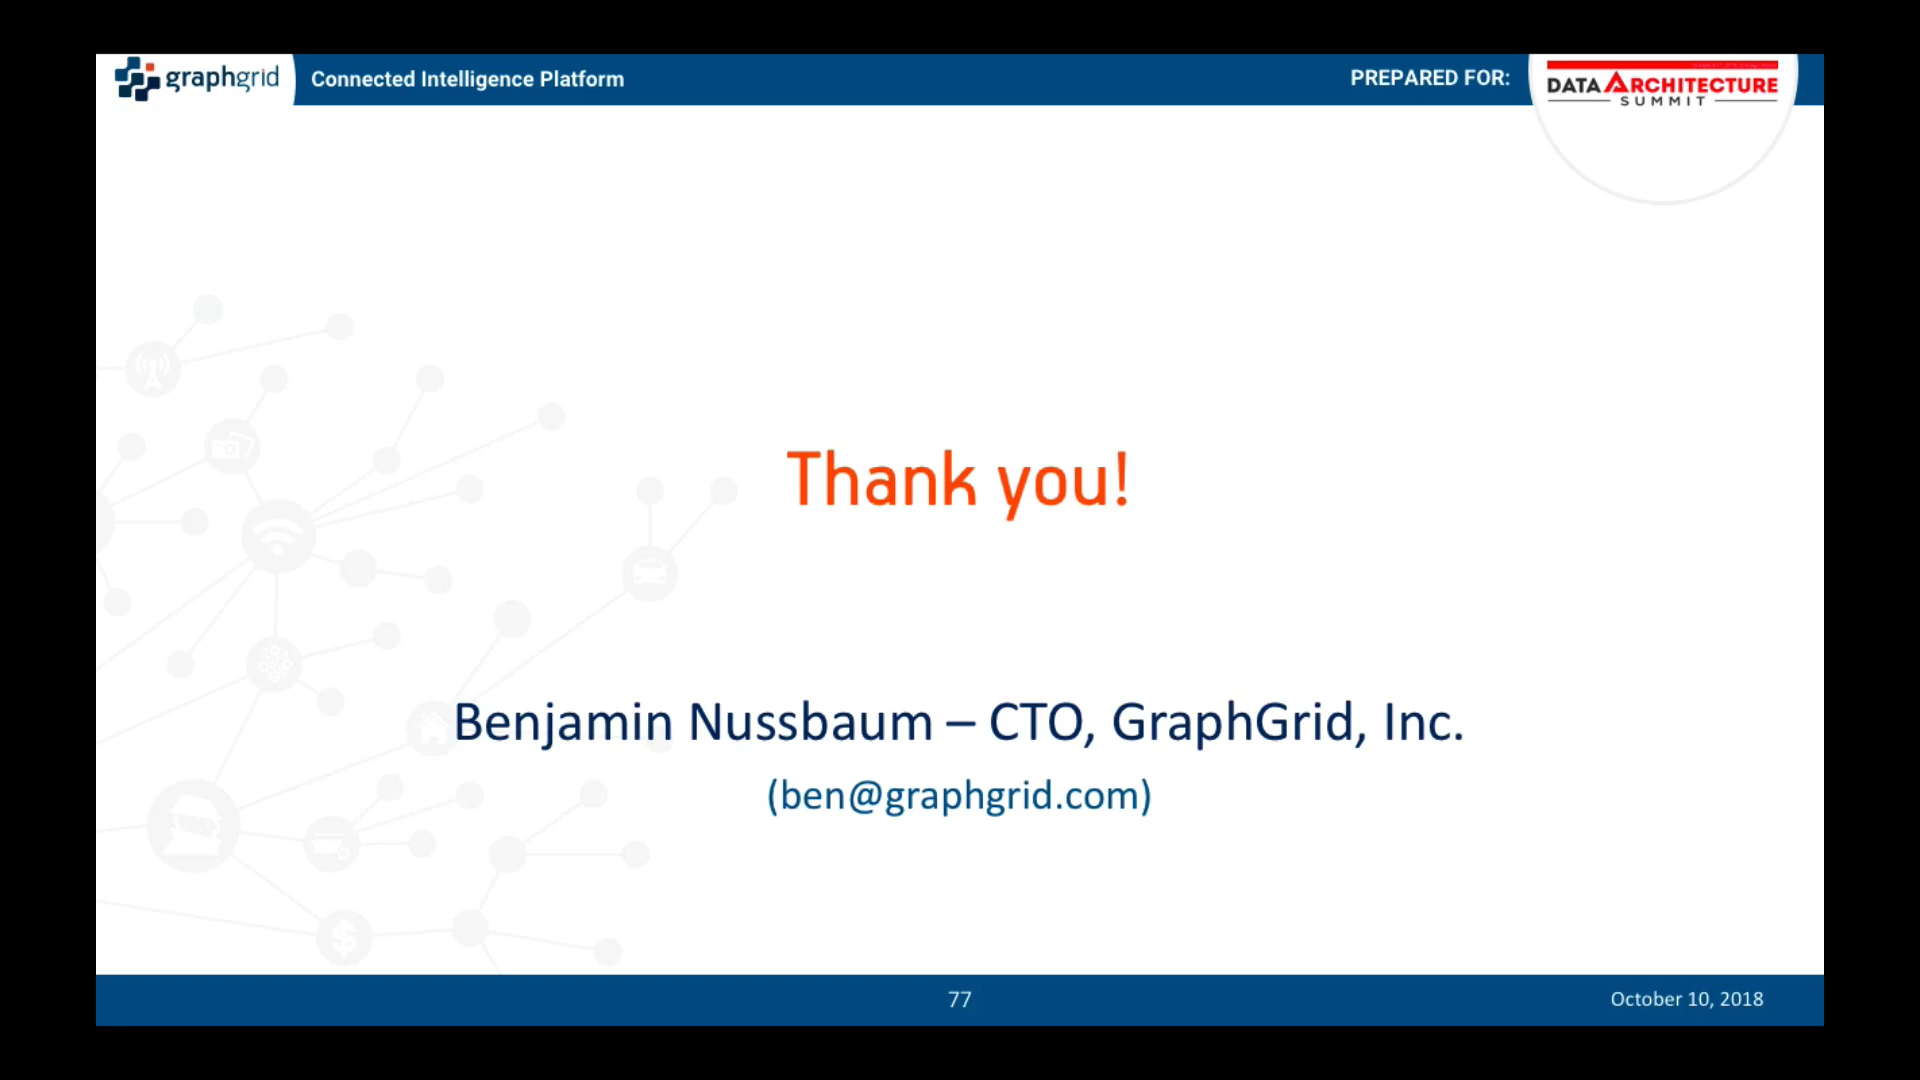 graphgrid
Connected Intelligence Platform
PREPARED FOR:
DATA ARCHITECTURE
SUMMIT
Thank you!
Benjamin Nussbaum – CTO, GraphGrid, Inc.
(ben@graphgrid.com)
77
October 10, 2018